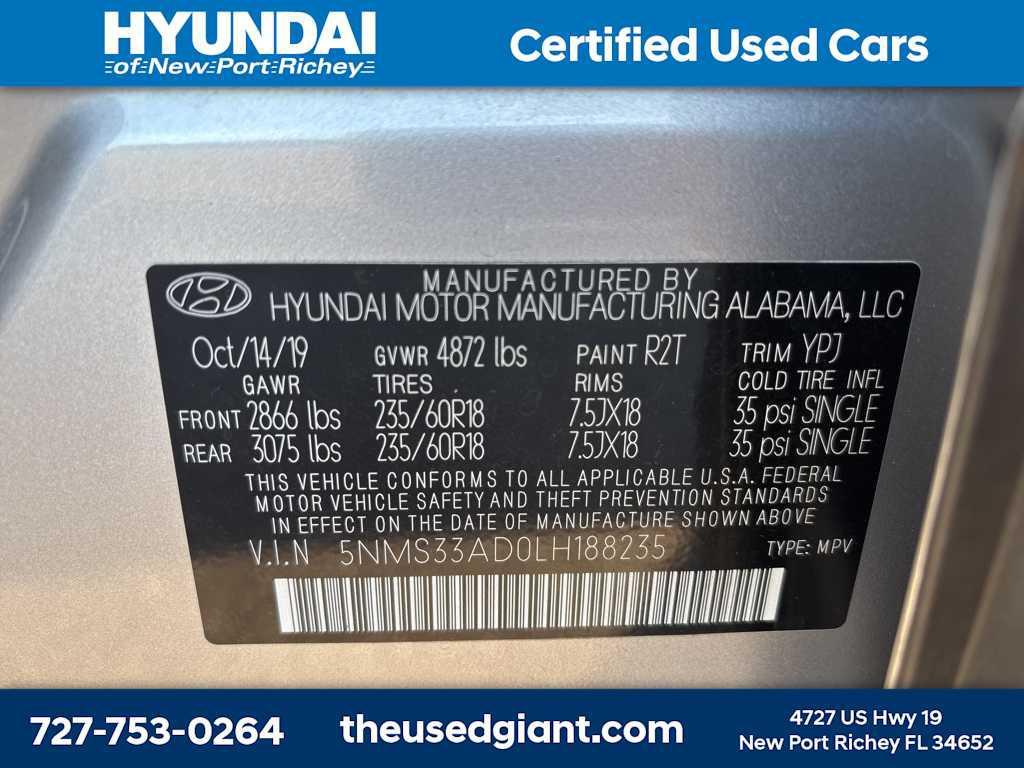 HYUNDAI
of New Port Richey
Certified Used Cars
MANUFACTURED BY
HYUNDAI MOTOR MANUFACTURING ALABAMA, LLC
Oct/14/19 GVWR 4872 lbs PAINT R2T TRIM YPJ
GAWR TIRES RIMS COLD TIRE INFL
FRONT 2866 lbs 235/60R18 7.5JX18 35 psi SINGLE
REAR 3075 lbs 235/60R18 7.5JX18 35 psi SINGLE
THIS VEHICLE CONFORMS TO ALL APPLICABLE U.S.A. FEDERAL
MOTOR VEHICLE SAFETY AND THEFT PREVENTION STANDARDS
IN EFFECT ON THE DATE OF MANUFACTURE SHOWN ABOVE
V.I.N 5NMS33AD0LH188235 TYPE: MPV
727-753-0264
theusedgiant.com
4727 US Hwy 19
New Port Richey FL 34652